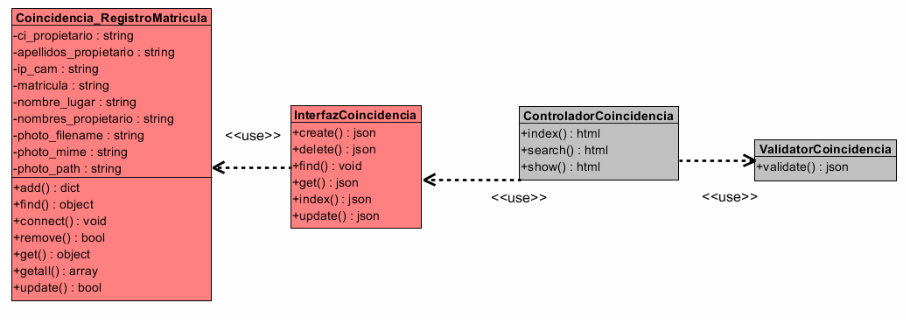 Coincidencia_RegistroMatricula
-ci_propietario : string
-apellidos_propietario : string
-ip_cam : string
-matricula : string
-nombre_lugar : string
-nombres_propietario : string
-photo_filename : string
-photo_mime : string
-photo_path : string
+add() : dict
+find() : object
+connect() : void
+remove() : bool
+get() : object
+getall() : array
+update() : bool
<<use>>
InterfazCoincidencia
+create() : json
+delete() : json
+find() : void
+get() : json
+index() : json
+update() : json
<<use>>
ControladorCoincidencia
+index() : html
+search() : html
+show() : html
<<use>>
ValidatorCoincidencia
+validate() : json